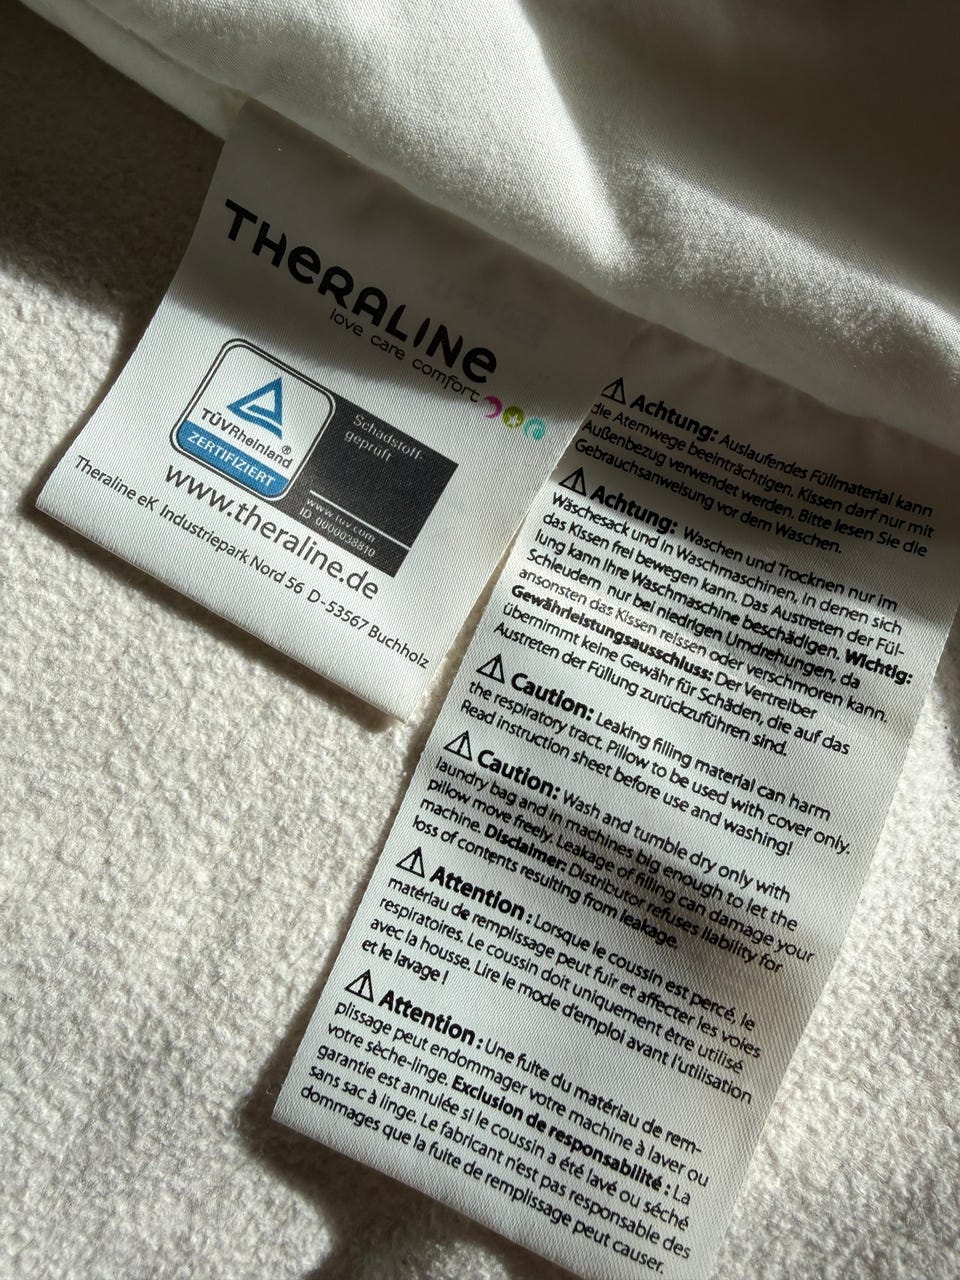 THERALINE
love care comfort
TÜVRheinland®
ZERTIFIZIERT
Schadstoff-
geprüft
www.tuv.com
ID 0000038810
www.theraline.de
Theraline eK Industriepark Nord 56 D-53567 Buchholz
Achtung: Auslaufendes Füllmaterial kann
die Atemwege beeinträchtigen. Kissen darf nur mit
Außenbezug verwendet werden. Bitte lesen Sie die
Gebrauchsanweisung vor dem Waschen.
Achtung: Waschen und Trocknen nur im
Wäschesack und in Waschmaschinen, in denen sich
das Kissen frei bewegen kann. Das Austreten der Fül-
lung kann Ihre Waschmaschine beschädigen. Wichtig:
Schleudern nur bei niedrigen Umdrehungen, da
ansonsten das Kissen reissen oder verschmoren kann.
Gewährleistungsausschluss: Der Vertreiber
übernimmt keine Gewähr für Schäden, die auf das
Austreten der Füllung zurückzuführen sind.
Caution: Leaking filling material can harm
the respiratory tract. Pillow to be used with cover only.
Read instruction sheet before use and washing!
Caution: Wash and tumble dry only with
laundry bag and in machines big enough to let the
pillow move freely. Leakage of filling can damage your
machine. Disclaimer: Distributor refuses liability for
loss of contents resulting from leakage.
Attention : Lorsque le coussin est percé, le
matériau de remplissage peut fuir et affecter les voies
respiratoires. Le coussin doit uniquement être utilisé
avec la housse. Lire le mode d'emploi avant l'utilisation
et le lavage !
Attention : Une fuite du matériau de rem-
plissage peut endommager votre machine à laver ou
votre sèche-linge. Exclusion de responsabilité : La
garantie est annulée si le coussin a été lavé ou séché
sans sac à linge. Le fabricant n'est pas responsable des
dommages que la fuite de remplissage peut causer.